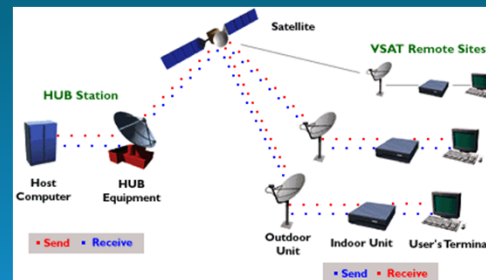 Satellite
VSAT Remote Sites
HUB Station
Host
Computer
HUB
Equipment
Send Receive
Outdoor
Unit
Indoor Unit
User's Termina
Send Receive